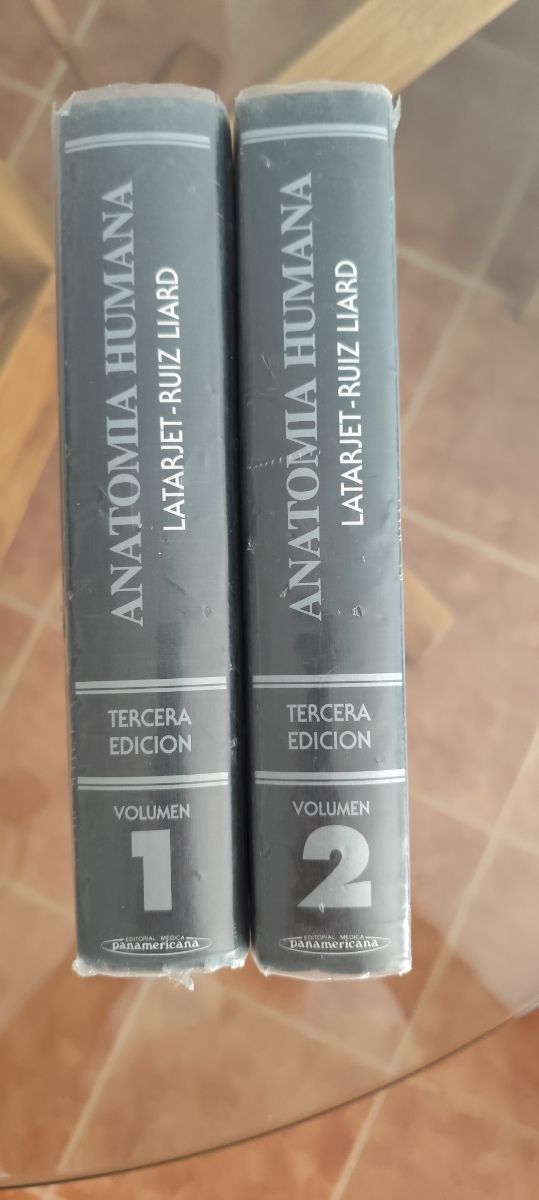 ANATOMIA HUMANA
LATARJET-RUIZ LIARD
TERCERA
EDICION
VOLUMEN
1
EDITORIAL MEDICA
panamericana
ANATOMIA HUMANA
LATARJET-RUIZ LIARD
TERCERA
EDICION
VOLUMEN
2
EDITORIAL MEDICA
panamericana